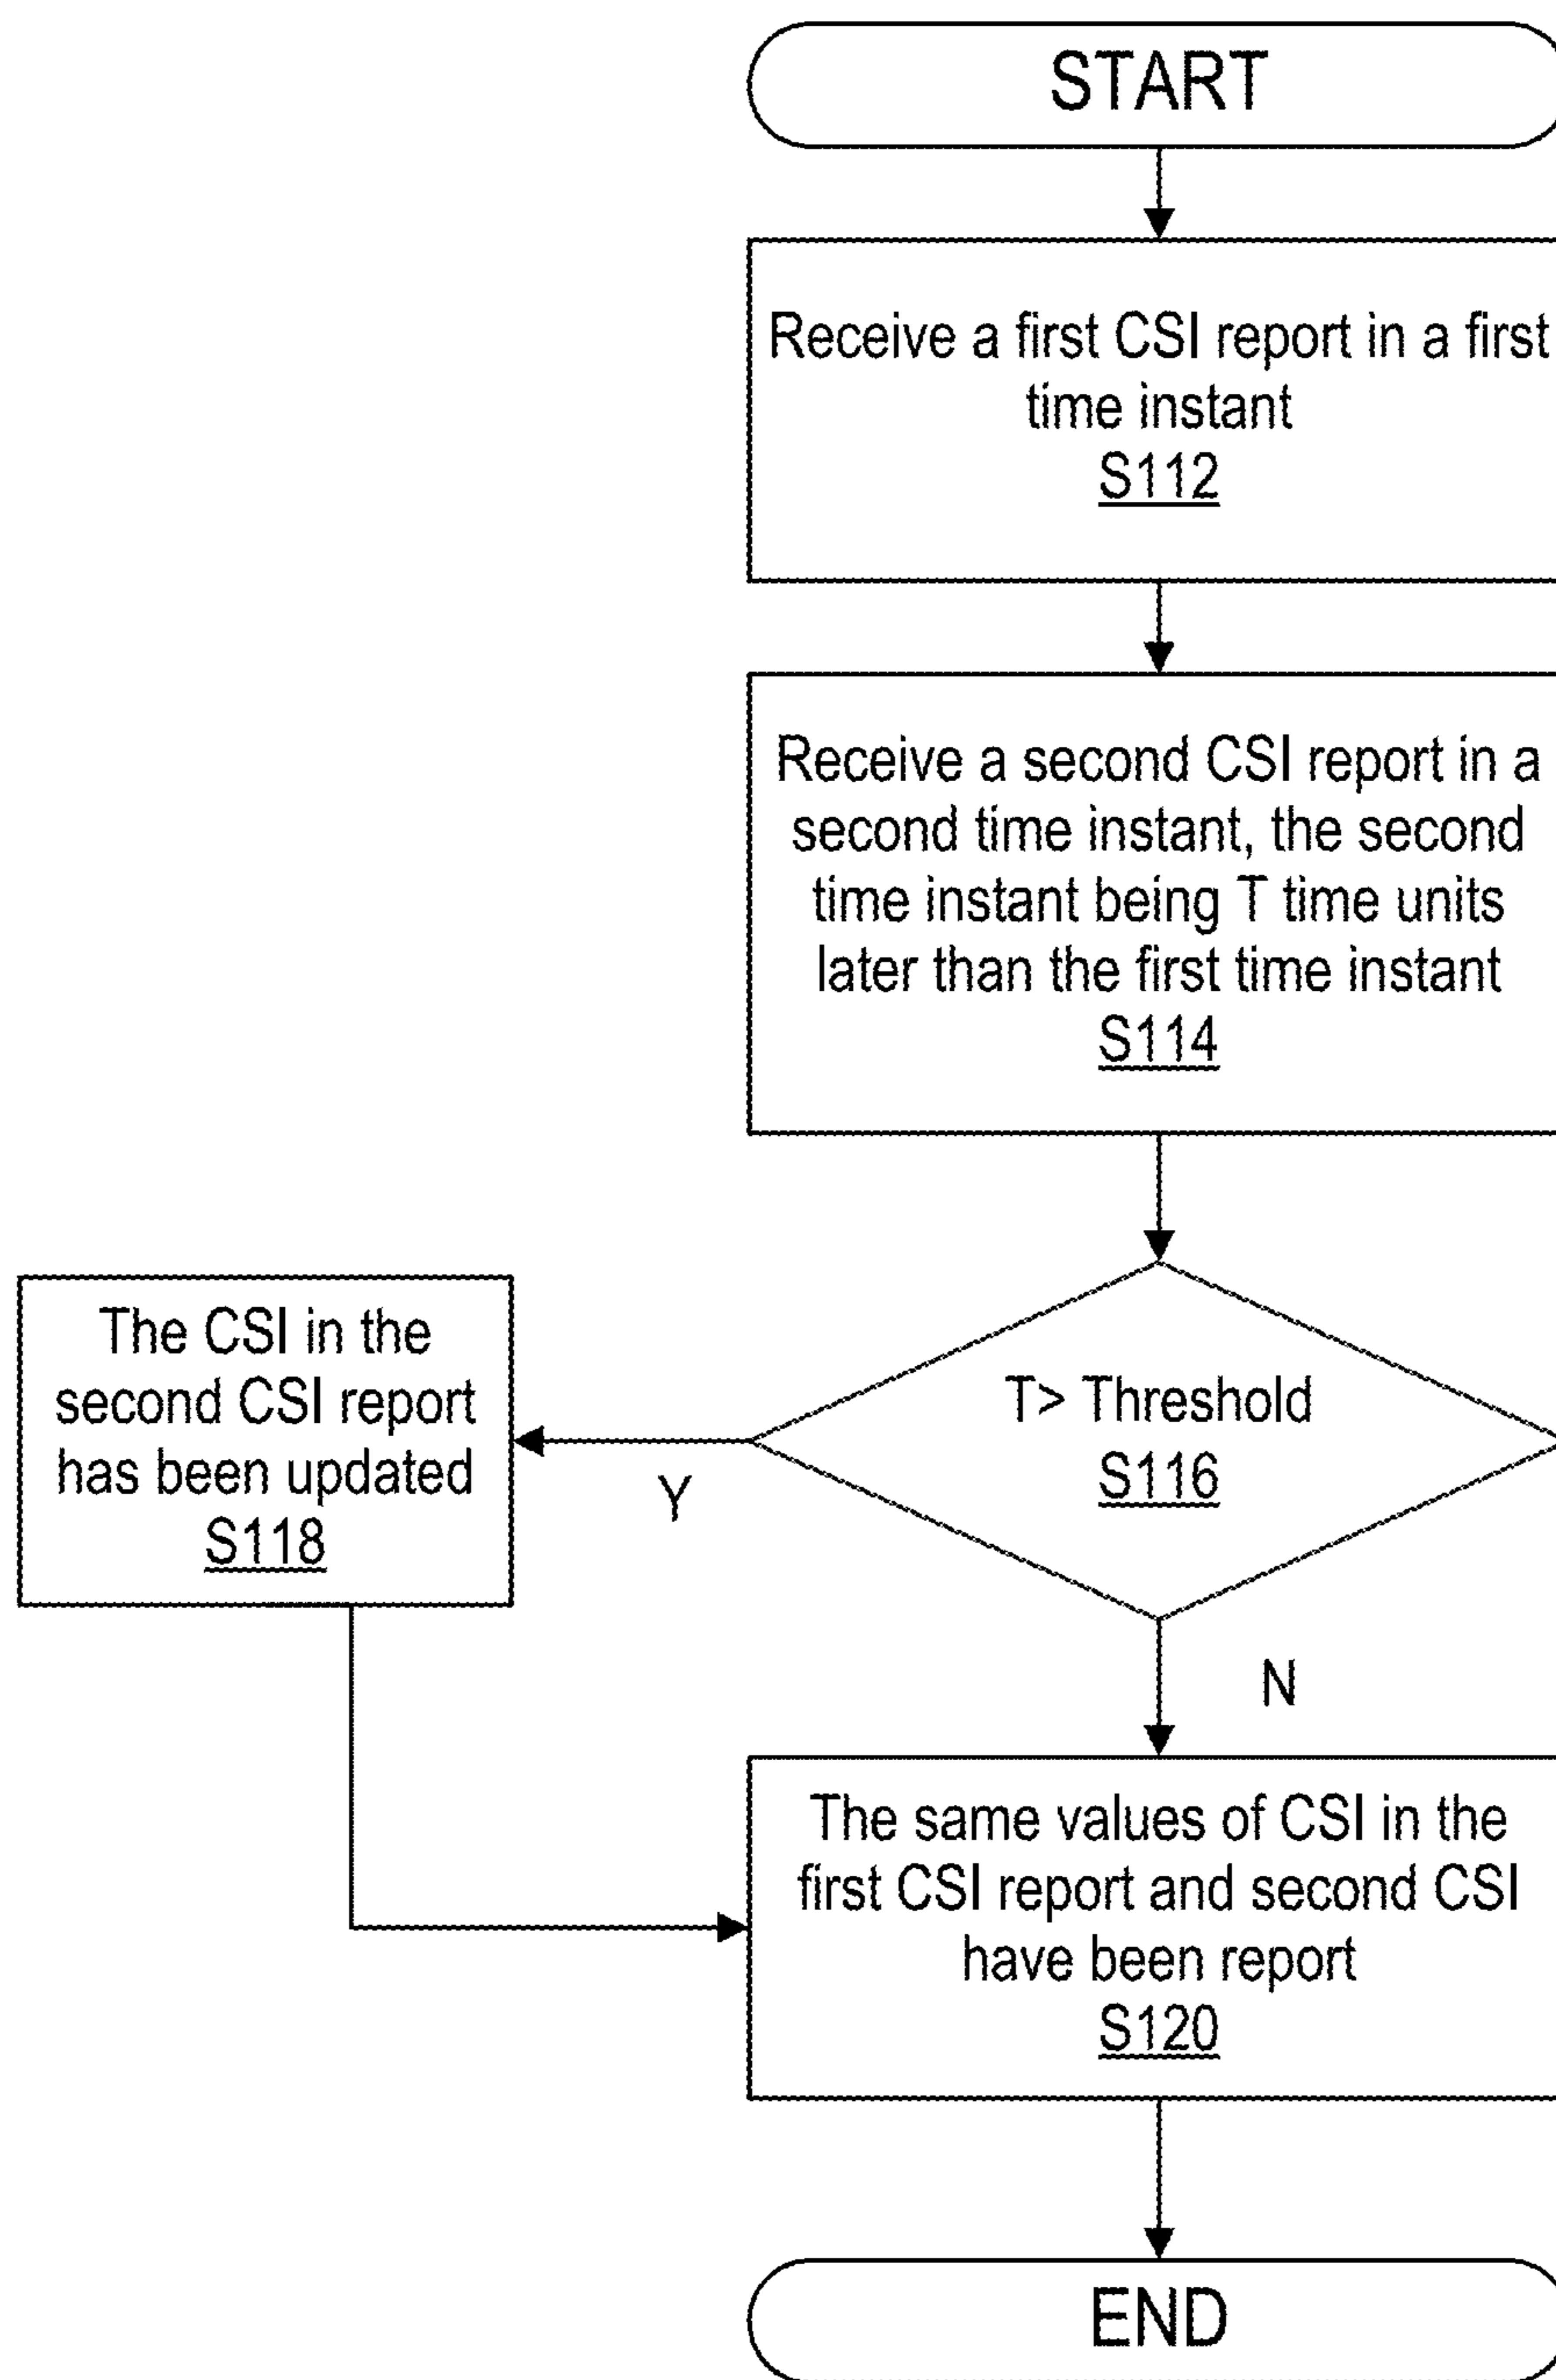 START
Receive a first CSI report in a first
time instant
S112
Receive a second CSI report in a
second time instant, the second
time instant being T time units
later than the first time instant
S114
T> Threshold
S116
Y
The CSI in the
second CSI report
has been updated
S118
N
The same values of CSI in the
first CSI report and second CSI
have been report
S120
END